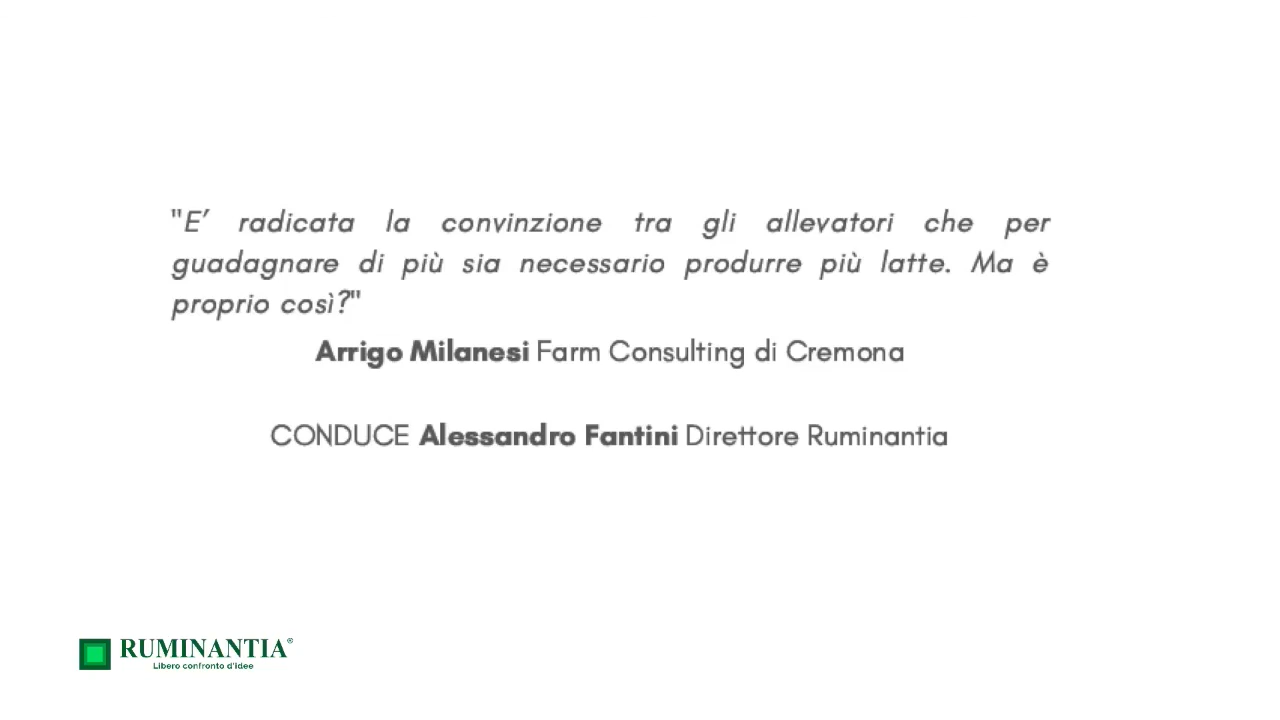 "E’ radicata la convinzione tra gli allevatori che per
guadagnare di più sia necessario produrre più latte. Ma è
proprio così?"
Arrigo Milanesi Farm Consulting di Cremona
CONDUCE Alessandro Fantini Direttore Ruminantia
RUMINANTIA®
Libero confronto d'idee